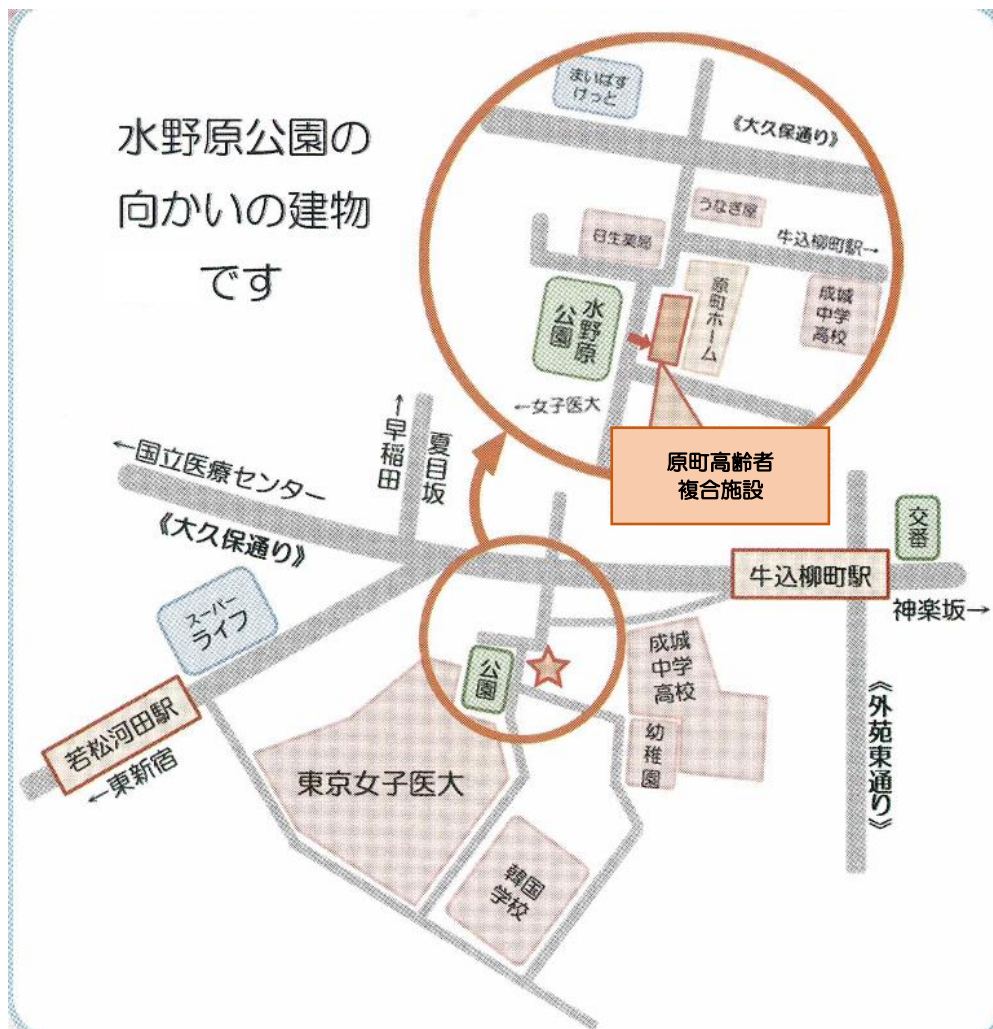 水野原公園の
向かいの建物
です
まいばす
けっと
《大久保通り》
うなぎ屋
日生薬局
牛込柳町駅→
水野原
公園
原町ホーム
成城
中学
高校
←女子医大
原町高齢者
複合施設
←早稲田
夏目坂
←国立医療センター
《大久保通り》
交番
牛込柳町駅
神楽坂→
スーパー
ライフ
公園
成城
中学
高校
若松河田駅
←東新宿
幼稚園
《外苑東通り》
東京女子医大
韓国
学校